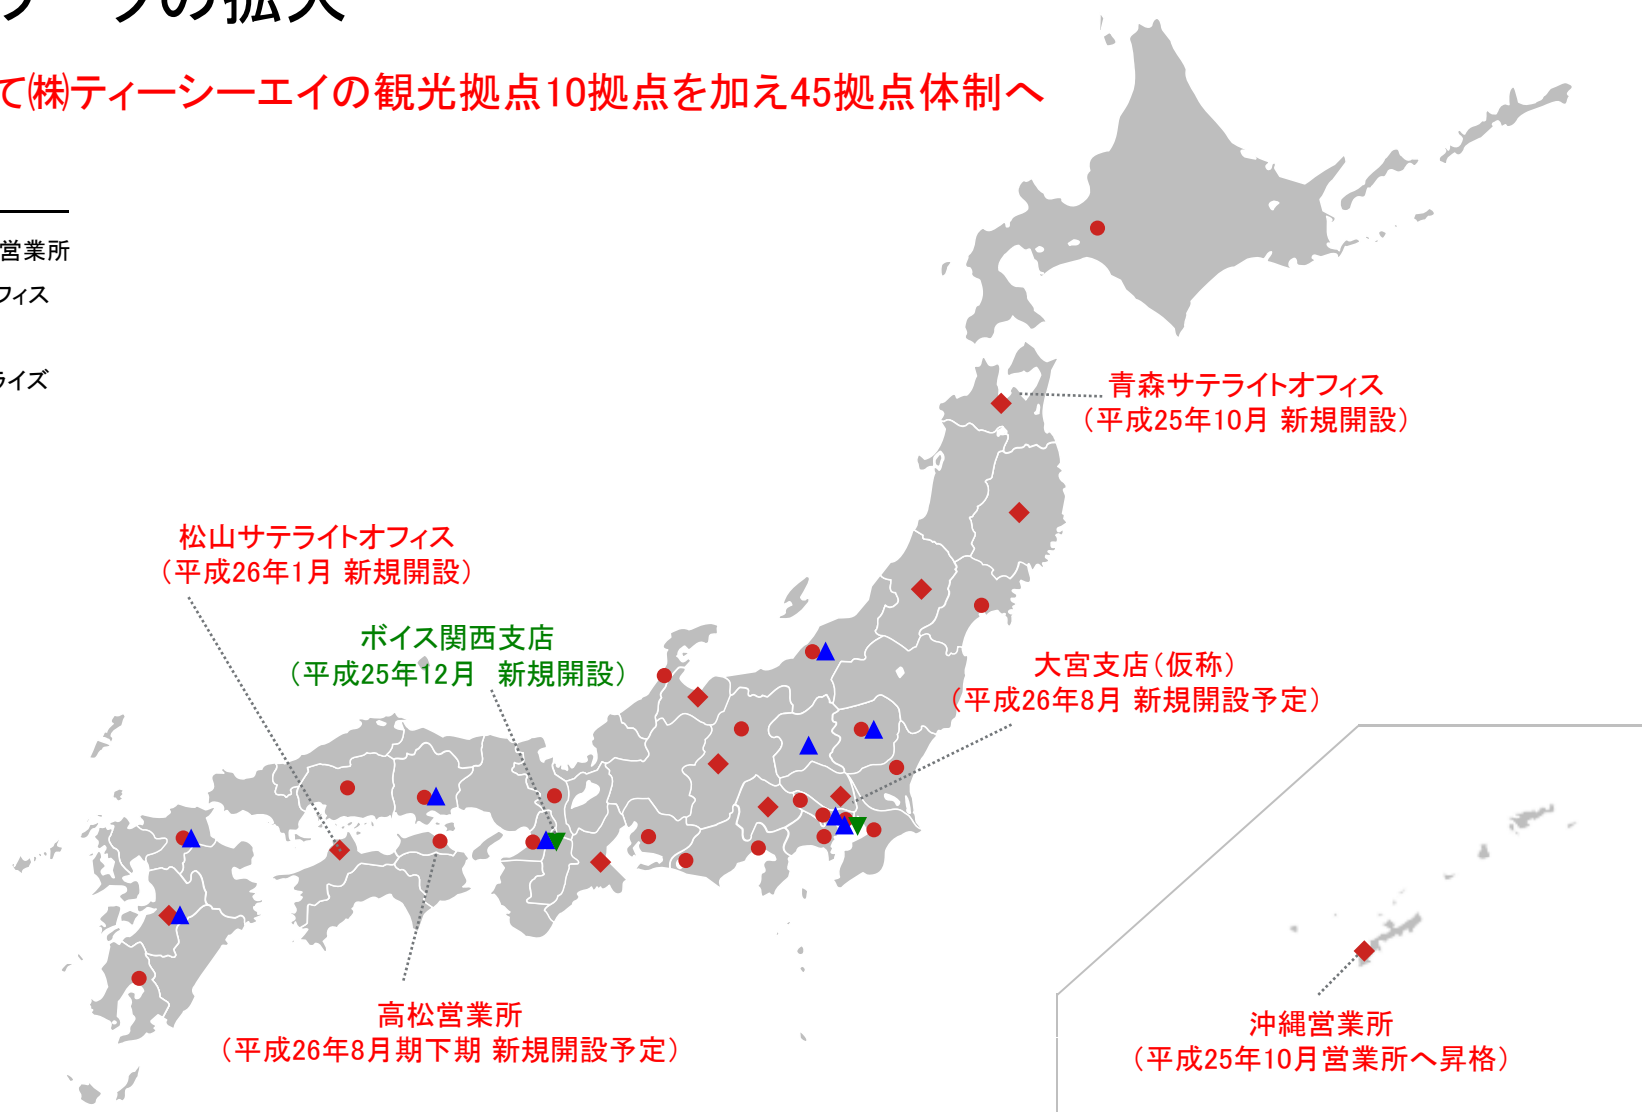 の拡大
て㈱ティーシーエイの観光拠点10拠点を加え45拠点体制へ
営業所
フィス
ライズ
青森サテライトオフィス
（平成25年10月 新規開設）
松山サテライトオフィス
（平成26年1月 新規開設）
ボイス関西支店
（平成25年12月　新規開設）
大宮支店（仮称）
（平成26年8月 新規開設予定）
高松営業所
（平成26年8月期下期 新規開設予定）
沖縄営業所
（平成25年10月営業所へ昇格）